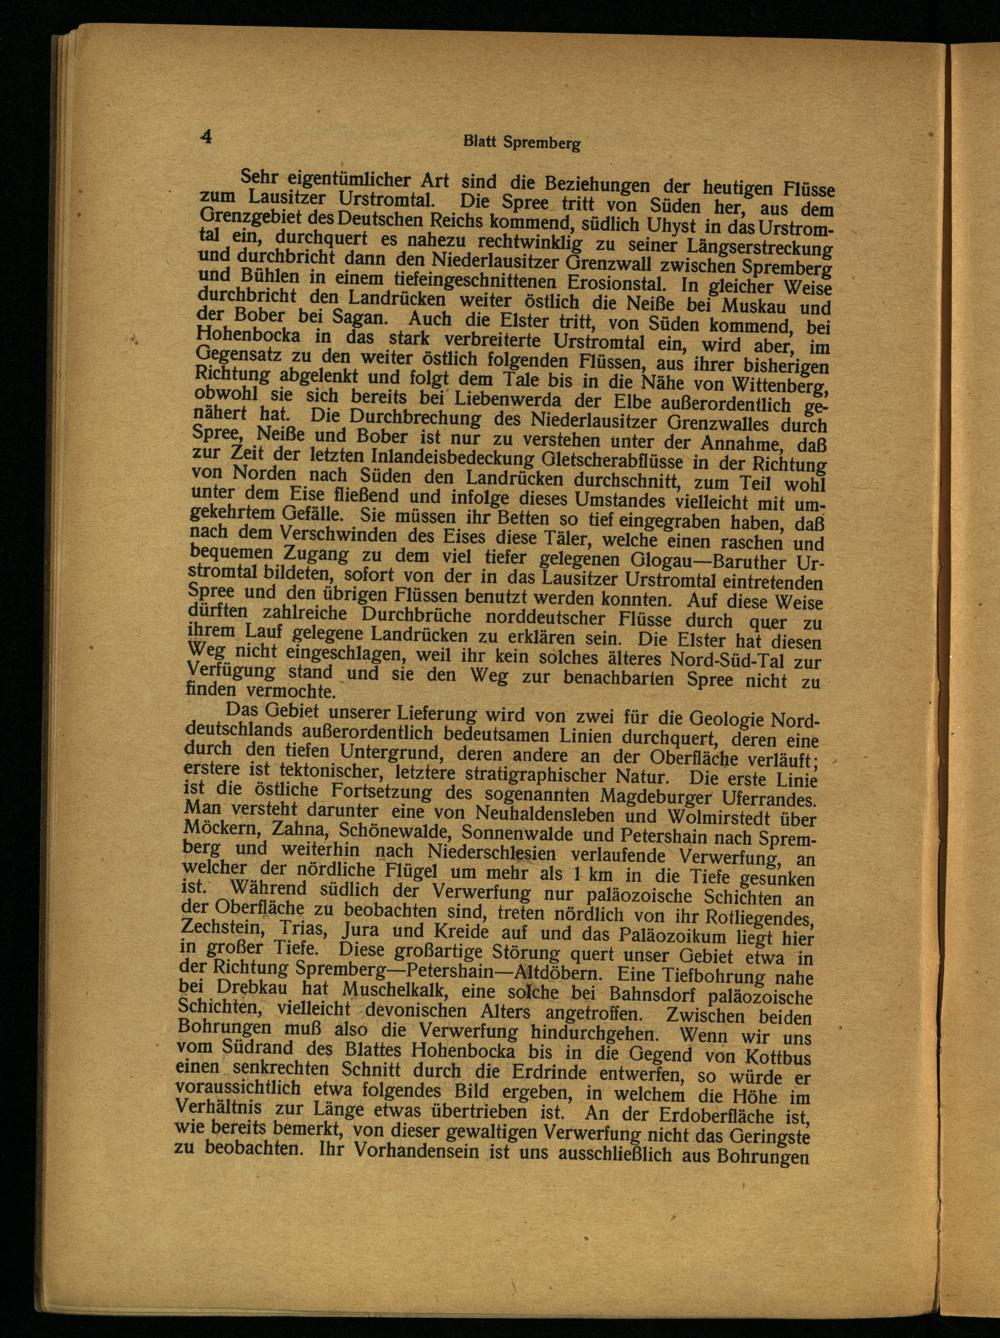 4
Blatt Spremberg
Sehr eigentümlicher Art sind die Beziehungen der heutigen Flüsse
zum Lausitzer Urstromtal. Die Spree tritt von Süden her, aus dem
Grenzgebiet des Deutschen Reichs kommend, südlich Uhyst in das Urstrom-
tal ein, durchquert es nahezu rechtwinklig zu seiner Längserstreckung
und durchbricht dann den Niederlausitzer Grenzwall zwischen Spremberg
und Bühlen in einem tiefeingeschnittenen Erosionstal. In gleicher Weise
durchbricht den Landrücken weiter östlich die Neiße bei Muskau und
der Bober bei Sagan. Auch die Elster tritt, von Süden kommend, bei
Hohenbocka in das stark verbreiterte Urstromtal ein, wird aber, im
Gegensatz zu den weiter östlich folgenden Flüssen, aus ihrer bisherigen
Richtung abgelenkt und folgt dem Tale bis in die Nähe von Wittenberg,
obwohl sie sich bereits bei Liebenwerda der Elbe außerordentlich ge-
nähert hat. Die Durchbrechung des Niederlausitzer Grenzwalles durch
Spree, Neiße und Bober ist nur zu verstehen unter der Annahme, daß
zur Zeit der letzten Inlandeisbedeckung Gletscherabflüsse in der Richtung
von Norden nach Süden den Landrücken durchschnitt, zum Teil wohl
unter dem Eise fließend und infolge dieses Umstandes vielleicht mit um-
gekehrtem Gefälle. Sie müssen ihr Betten so tief eingegraben haben, daß
nach dem Verschwinden des Eises diese Täler, welche einen raschen und
bequemen Zugang zu dem viel tiefer gelegenen Glogau—Baruther Ur-
stromtal bildeten, sofort von der in das Lausitzer Urstromtal eintretenden
Spree und den übrigen Flüssen benutzt werden konnten. Auf diese Weise
dürften zahlreiche Durchbrüche norddeutscher Flüsse durch quer zu
ihrem Lauf gelegene Landrücken zu erklären sein. Die Elster hat diesen
Weg nicht eingeschlagen, weil ihr kein solches älteres Nord-Süd-Tal zur
Verfügung stand und sie den Weg zur benachbarten Spree nicht zu
finden vermochte.
Das Gebiet unserer Lieferung wird von zwei für die Geologie Nord-
deutschlands außerordentlich bedeutsamen Linien durchquert, deren eine
durch den tiefen Untergrund, deren andere an der Oberfläche verläuft;
erstere ist tektonischer, letztere stratigraphischer Natur. Die erste Linie
ist die östliche Fortsetzung des sogenannten Magdeburger Uferrandes.
Man versteht darunter eine von Neuhaldensleben und Wolmirstedt über
Möckern, Zahna, Schönewalde, Sonnenwalde und Petershain nach Sprem-
berg und weiterhin nach Niederschlesien verlaufende Verwerfung, an
welcher der nördliche Flügel um mehr als 1 km in die Tiefe gesunken
ist. Während südlich der Verwerfung nur paläozoische Schichten an
der Oberfläche zu beobachten sind, treten nördlich von ihr Rotliegendes,
Zechstein, Trias, Jura und Kreide auf und das Paläozoikum liegt hier
in großer Tiefe. Diese großartige Störung quert unser Gebiet etwa in
der Richtung Spremberg—Petershain—Altdöbern. Eine Tiefbohrung nahe
bei Drebkau hat Muschelkalk, eine solche bei Bahnsdorf paläozoische
Schichten, vielleicht devonischen Alters angetroffen. Zwischen beiden
Bohrungen muß also die Verwerfung hindurchgehen. Wenn wir uns
vom Südrand des Blattes Hohenbocka bis in die Gegend von Kottbus
einen senkrechten Schnitt durch die Erdrinde entwerfen, so würde er
voraussichtlich etwa folgendes Bild ergeben, in welchem die Höhe im
Verhältnis zur Länge etwas übertrieben ist. An der Erdoberfläche ist,
wie bereits bemerkt, von dieser gewaltigen Verwerfung nicht das Geringste
zu beobachten. Ihr Vorhandensein ist uns ausschließlich aus Bohrungen